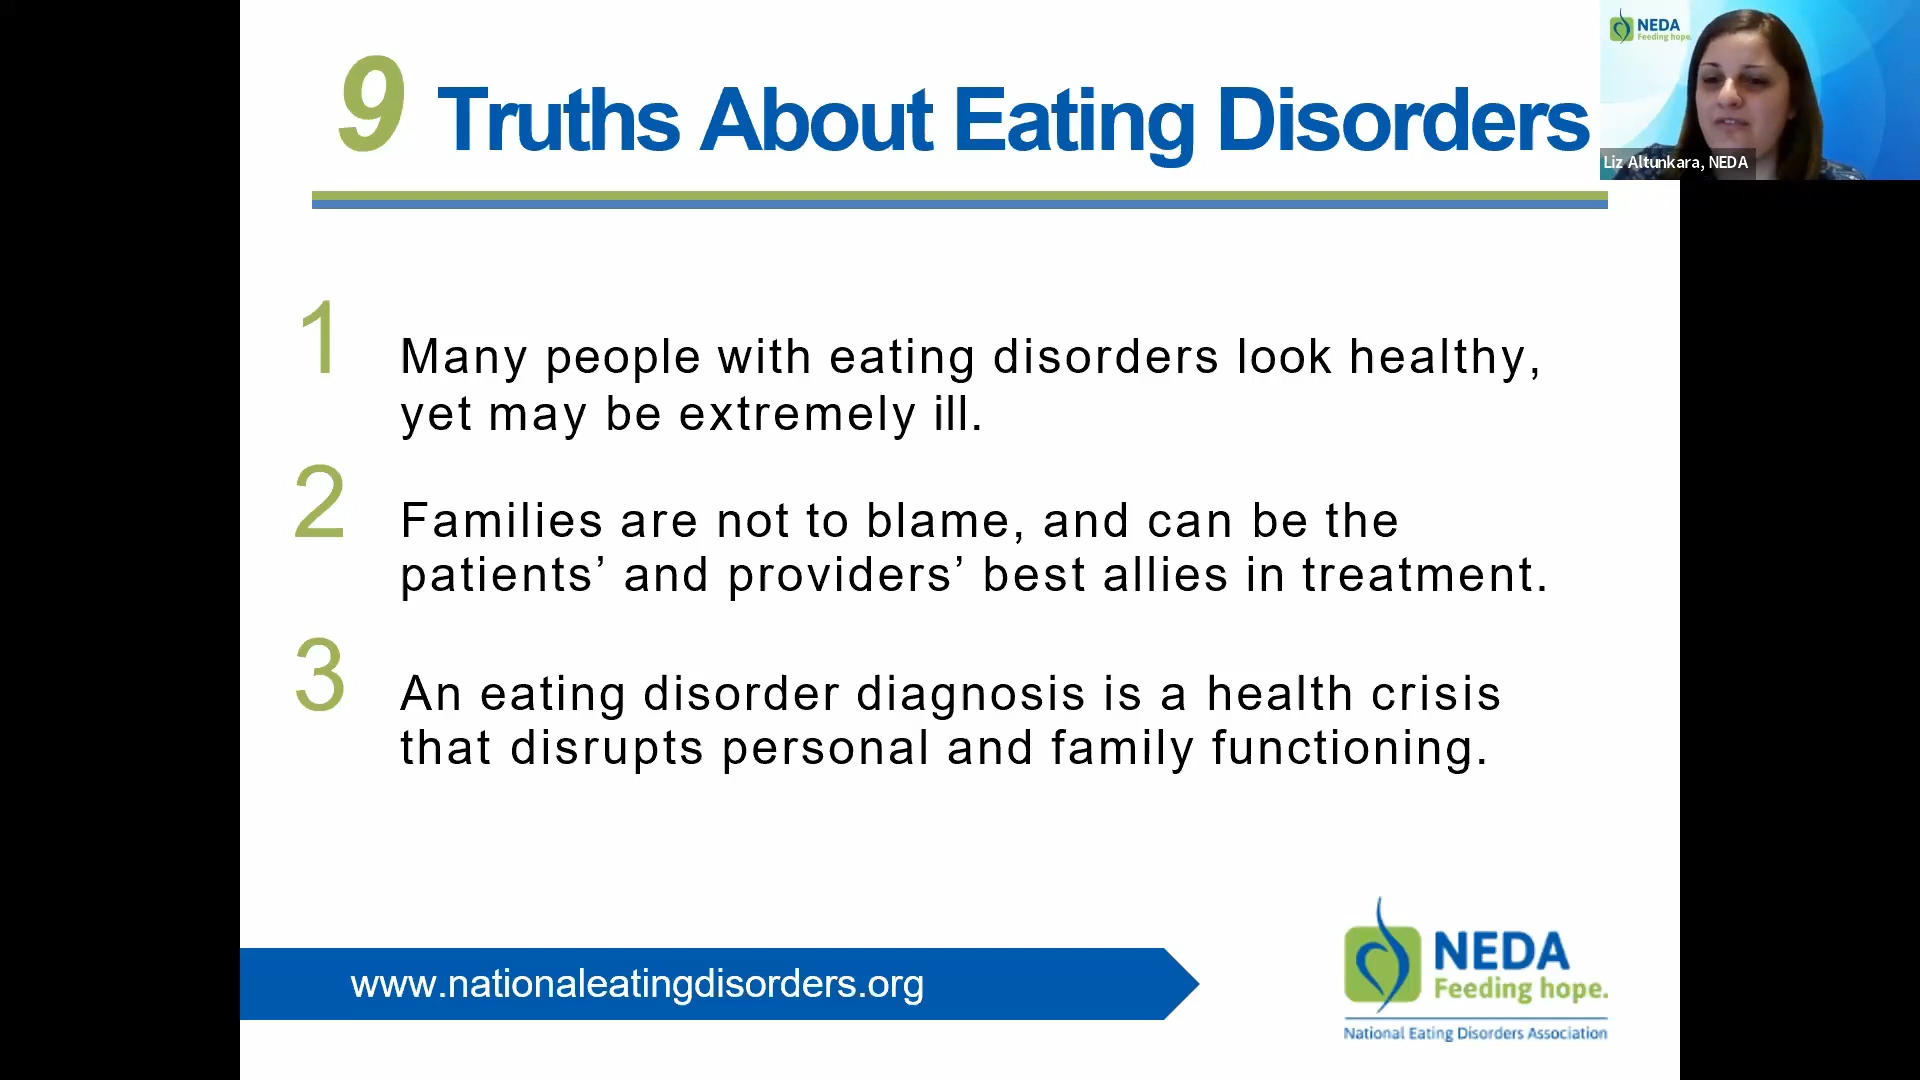 9 Truths About Eating Disorders
NEDA
Feeding hope.
Liz Altunkara, NEDA
1 Many people with eating disorders look healthy,
yet may be extremely ill.
2 Families are not to blame, and can be the
patients’ and providers’ best allies in treatment.
3 An eating disorder diagnosis is a health crisis
that disrupts personal and family functioning.
www.nationaleatingdisorders.org
NEDA
Feeding hope.
National Eating Disorders Association